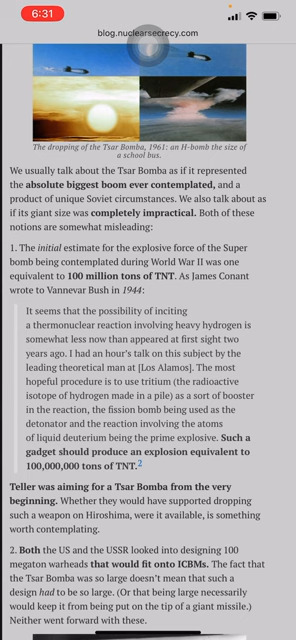 6:31
blog.nuclearsecrecy.com
The dropping of the Tsar Bomba, 1961: an H-bomb the size of
a school bus.
We usually talk about the Tsar Bomba as if it represented
the absolute biggest boom ever contemplated, and a
product of unique Soviet circumstances. We also talk about
as if its giant size was completely impractical. Both of these
notions are somewhat misleading:
1. The initial estimate for the explosive force of the Super
bomb being contemplated during World War II was one
equivalent to 100 million tons of TNT. As James Conant
wrote to Vannevar Bush in 1944:
It seems that the possibility of inciting
a thermonuclear reaction involving heavy hydrogen is
somewhat less now than appeared at first sight two
years ago. I had an hour's talk on this subject by the
leading theoretical man at [Los Alamos]. The most
hopeful procedure is to use tritium (the radioactive
isotope of hydrogen made in a pile) as a sort of booster
in the reaction, the fission bomb being used as the
detonator and the reaction involving the atoms
of liquid deuterium being the prime explosive. Such a
gadget should produce an explosion equivalent to
100,000,000 tons of TNT.2
Teller was aiming for a Tsar Bomba from the very
beginning. Whether they would have supported dropping
such a weapon on Hiroshima, were it available, is something
worth contemplating.
2. Both the US and the USSR looked into designing 100
megaton warheads that would fit onto ICBMs. The fact that
the Tsar Bomba was so large doesn't mean that such a
design had to be so large. (Or that being large necessarily
would keep it from being put on the tip of a giant missile.)
Neither went forward with these.